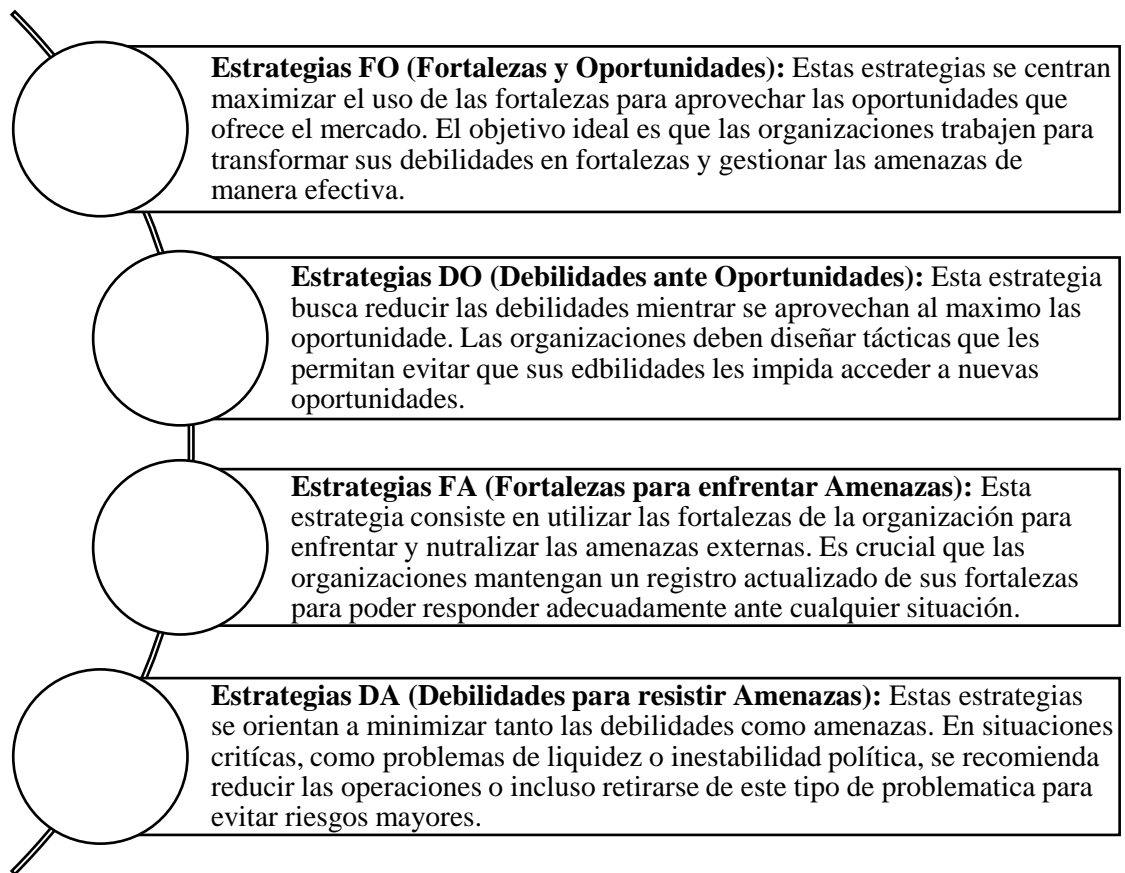 Estrategias FO (Fortalezas y Oportunidades): Estas estrategias se centran
maximizar el uso de las fortalezas para aprovechar las oportunidades que
ofrece el mercado. El objetivo ideal es que las organizaciones trabajen para
transformar sus debilidades en fortalezas y gestionar las amenazas de
manera efectiva.
Estrategias DO (Debilidades ante Oportunidades): Esta estrategia
busca reducir las debilidades mientrar se aprovechan al maximo las
oportunidade. Las organizaciones deben diseñar tácticas que les
permitan evitar que sus edbilidades les impida acceder a nuevas
oportunidades.
Estrategias FA (Fortalezas para enfrentar Amenazas): Esta
estrategia consiste en utilizar las fortalezas de la organización para
enfrentar y nutralizar las amenazas externas. Es crucial que las
organizaciones mantengan un registro actualizado de sus fortalezas
para poder responder adecuadamente ante cualquier situación.
Estrategias DA (Debilidades para resistir Amenazas): Estas estrategias
se orientan a minimizar tanto las debilidades como amenazas. En situaciones
critícas, como problemas de liquidez o inestabilidad política, se recomienda
reducir las operaciones o incluso retirarse de este tipo de problematica para
evitar riesgos mayores.